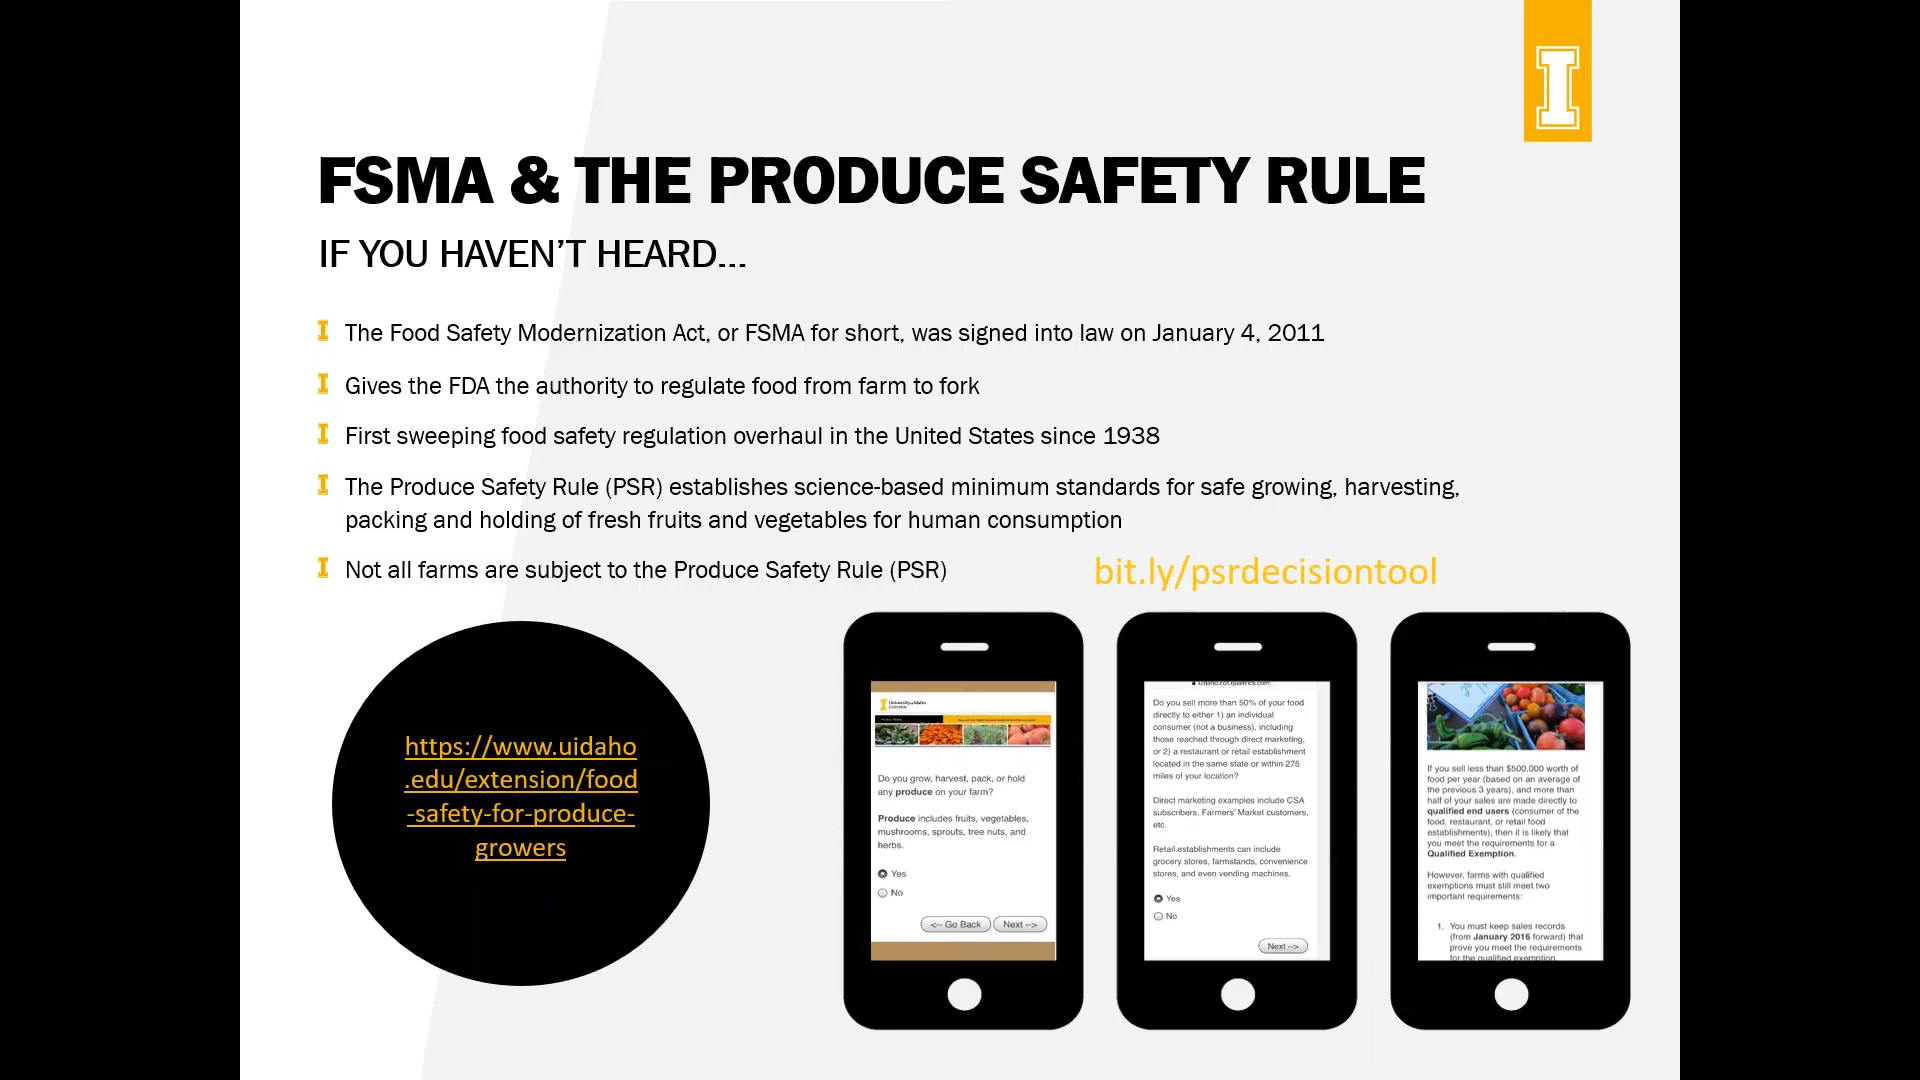 I
FSMA & THE PRODUCE SAFETY RULE
IF YOU HAVEN'T HEARD...
The Food Safety Modernization Act, or FSMA for short, was signed into law on January 4, 2011
Gives the FDA the authority to regulate food from farm to fork
First sweeping food safety regulation overhaul in the United States since 1938
The Produce Safety Rule (PSR) establishes science-based minimum standards for safe growing, harvesting,
packing and holding of fresh fruits and vegetables for human consumption
Not all farms are subject to the Produce Safety Rule (PSR)
bit.ly/psrdecisiontool
https://www.uidaho
.edu/extension/food
-safety-for-produce-
growers
University of Idaho
Extension
Do you grow, harvest, pack, or hold
any produce on your farm?
Produce includes fruits, vegetables,
mushrooms, sprouts, tree nuts, and
herbs.
Yes
No
<-- Go Back
Next -->
Do you sell more than 50% of your food
directly to either 1) an individual
consumer (not a business), including
those reached through direct marketing,
or 2) a restaurant or retail establishment
located in the same state or within 275
miles of your location?
Direct marketing examples include CSA
subscribers, Farmers' Market customers,
etc.
Retail establishments can include
grocery stores, farmstands, convenience
stores, and even vending machines.
Yes
No
Next -->
If you sell less than $500,000 worth of
food per year (based on an average of
the previous 3 years), and more than
half of your sales are made directly to
qualified end users (consumer of the
food, restaurant, or retail food
establishments), then it is likely that
you meet the requirements for a
Qualified Exemption.
However, farms with qualified
exemptions must still meet two
important requirements:
1. You must keep sales records
(from January 2016 forward) that
prove you meet the requirements
for the qualified exemption.